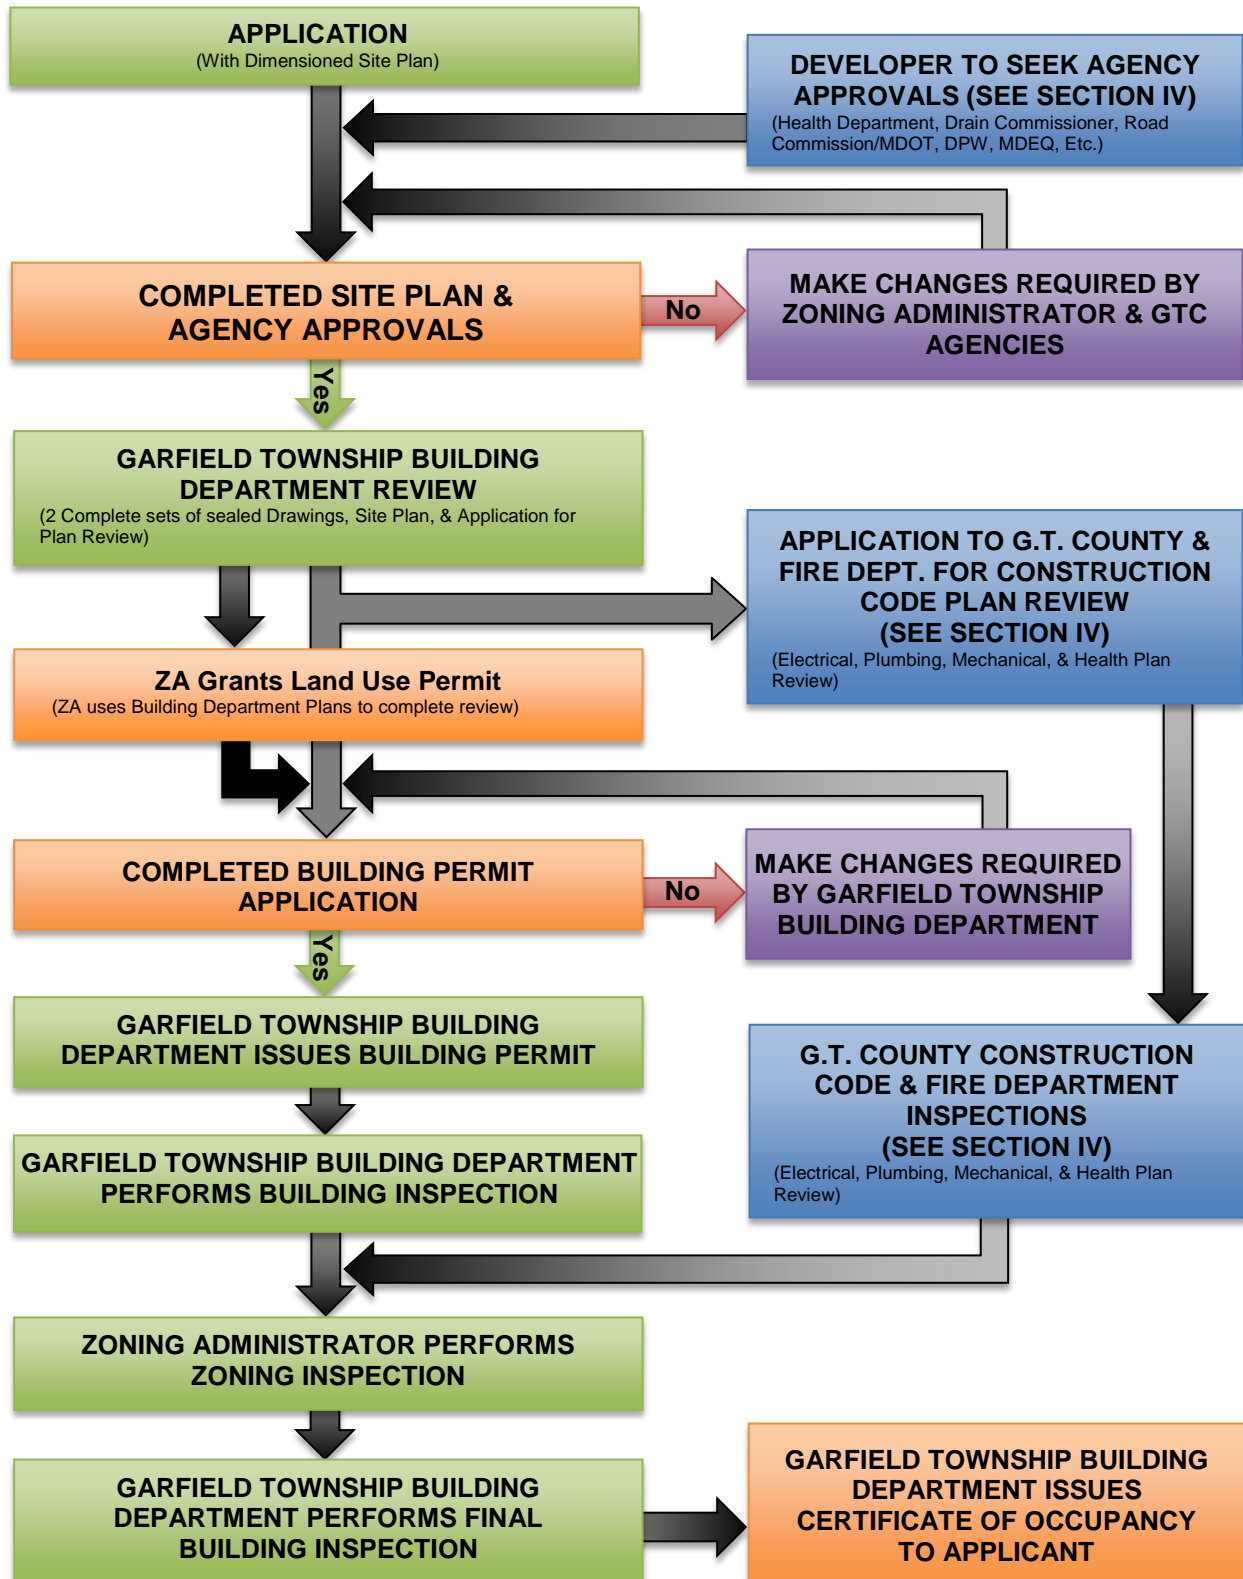 APPLICATION
(With Dimensioned Site Plan)
DEVELOPER TO SEEK AGENCY
APPROVALS (SEE SECTION IV)
(Health Department, Drain Commissioner, Road
Commission/MDOT, DPW, MDEQ, Etc.)
COMPLETED SITE PLAN &
AGENCY APPROVALS
No
MAKE CHANGES REQUIRED BY
ZONING ADMINISTRATOR & GTC
AGENCIES
Yes
GARFIELD TOWNSHIP BUILDING
DEPARTMENT REVIEW
(2 Complete sets of sealed Drawings, Site Plan, & Application for
Plan Review)
APPLICATION TO G.T. COUNTY &
FIRE DEPT. FOR CONSTRUCTION
CODE PLAN REVIEW
(SEE SECTION IV)
(Electrical, Plumbing, Mechanical, & Health Plan
Review)
ZA Grants Land Use Permit
(ZA uses Building Department Plans to complete review)
COMPLETED BUILDING PERMIT
APPLICATION
No
MAKE CHANGES REQUIRED
BY GARFIELD TOWNSHIP
BUILDING DEPARTMENT
Yes
GARFIELD TOWNSHIP BUILDING
DEPARTMENT ISSUES BUILDING PERMIT
G.T. COUNTY CONSTRUCTION
CODE & FIRE DEPARTMENT
INSPECTIONS
(SEE SECTION IV)
(Electrical, Plumbing, Mechanical, & Health Plan
Review)
GARFIELD TOWNSHIP BUILDING DEPARTMENT
PERFORMS BUILDING INSPECTION
ZONING ADMINISTRATOR PERFORMS
ZONING INSPECTION
GARFIELD TOWNSHIP BUILDING
DEPARTMENT PERFORMS FINAL
BUILDING INSPECTION
GARFIELD TOWNSHIP BUILDING
DEPARTMENT ISSUES
CERTIFICATE OF OCCUPANCY
TO APPLICANT